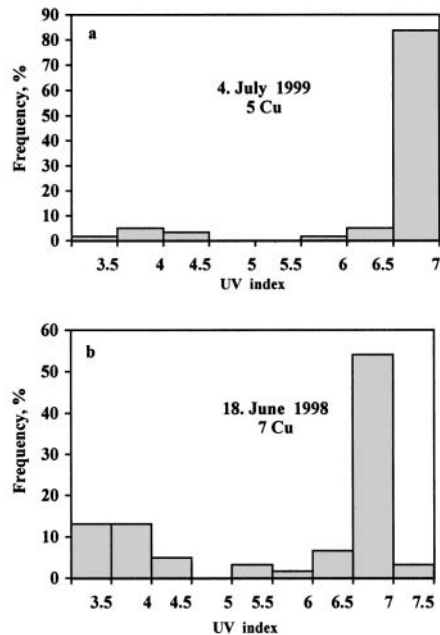 90
a
80
4. July 1999
70
5 Cu
60
50
40
30
20
10
0
Frequency, %
3.5 4 4.5 5 5.5 6 6.5 7
UV index
60
b
50
18. June 1998
7 Cu
40
30
20
10
0
Frequency, %
3.5 4 4.5 5 5.5 6 6.5 7 7.5
UV index